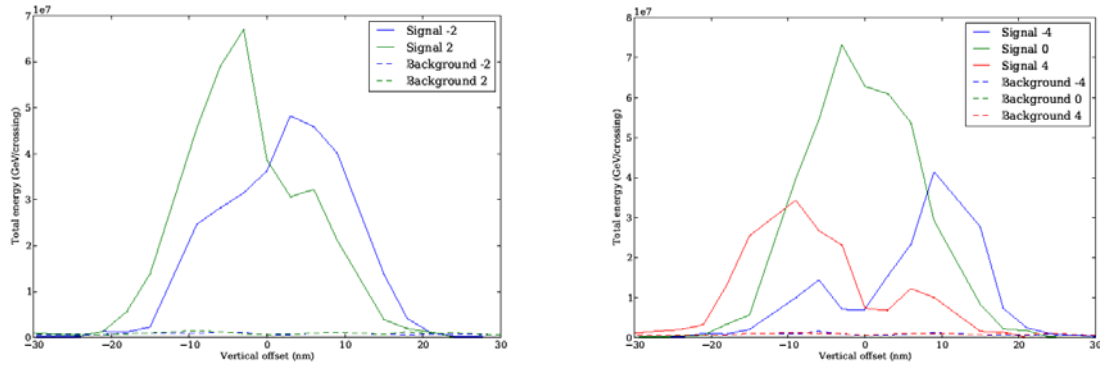 1e7
7
6
5
4
3
2
1
0
−30 −20 −10 0 10 20 30
Total energy (GeV/crossing)
Vertical offset (nm)
Signal -2
Signal 2
Background -2
Background 2
1e7
8
7
6
5
4
3
2
1
0
−30 −20 −10 0 10 20 30
Total energy (GeV/crossing)
Vertical offset (nm)
Signal -4
Signal 0
Signal 4
Background -4
Background 0
Background 4